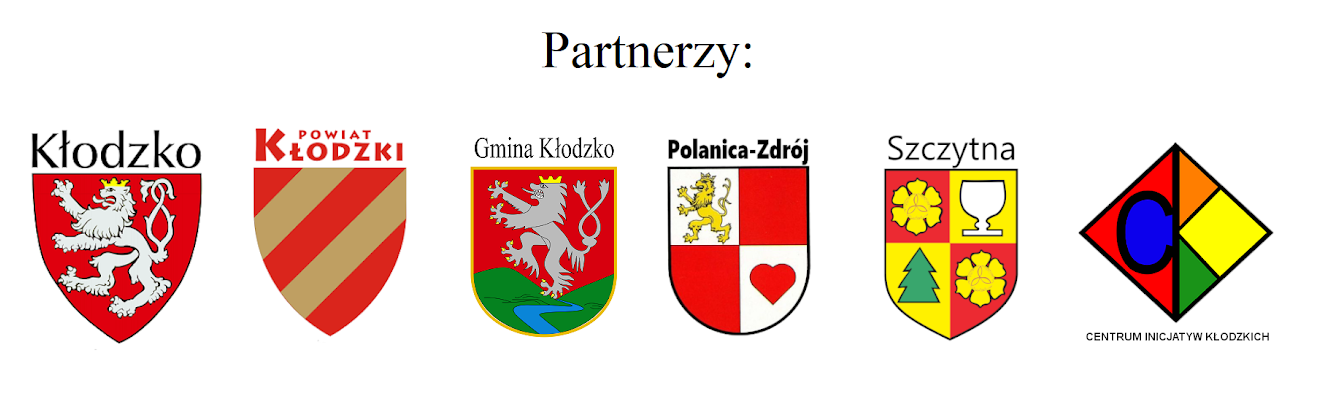 Partnerzy:
Kłodzko
POWIAT
KŁODZKI
Gmina Kłodzko
Polanica-Zdrój
Szczytna
C
CENTRUM INICJATYW KŁODZKICH